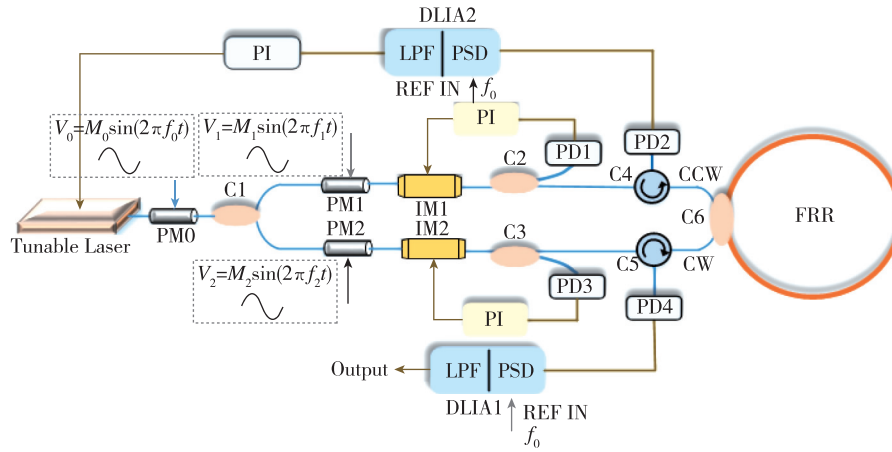 DLIA2
PI
LPF
PSD
REF IN
f₀
V₀=M₀sin(2πf₀t)
V₁=M₁sin(2πf₁t)
PI
PD1
PD2
C1
C2
C4
CCW
C6
FRR
Tunable Laser
PM0
PM1
IM1
PM2
IM2
C3
C5
CW
V₂=M₂sin(2πf₂t)
PD3
PD4
PI
Output
LPF
PSD
DLIA1
REF IN
f₀